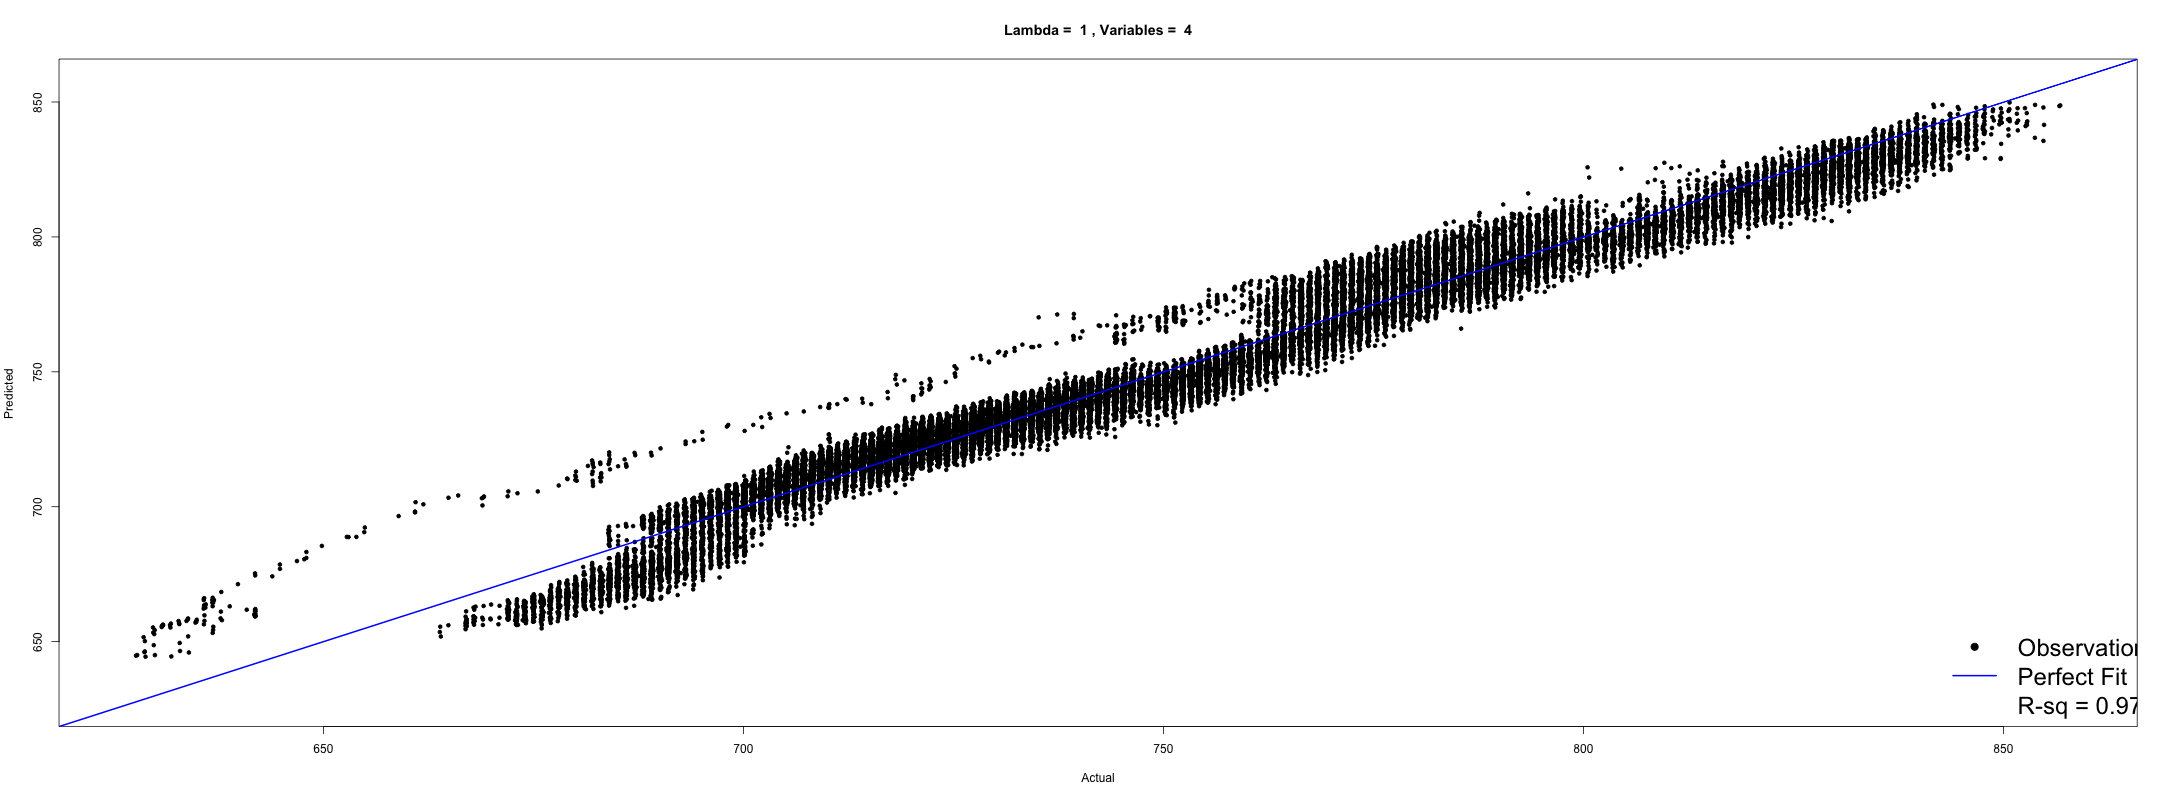 Lambda =  1 , Variables =  4
850
800
750
700
650
Predicted
650
700
750
800
850
Actual
Observation
Perfect Fit
R-sq = 0.97